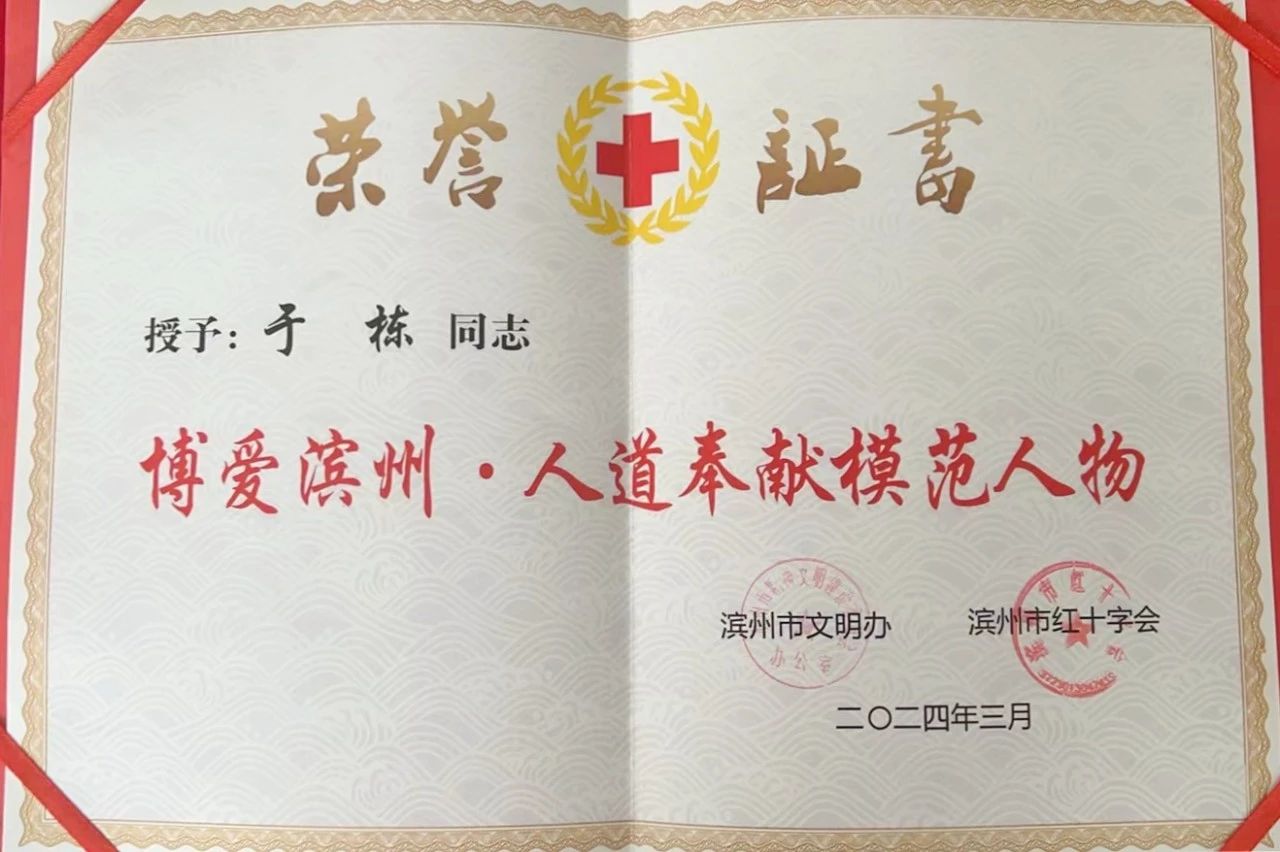 荣誉證書
授予：于 栋 同志
博爱滨州·人道奉献模范人物
滨州市文明办 滨州市红十字会
二〇二四年三月